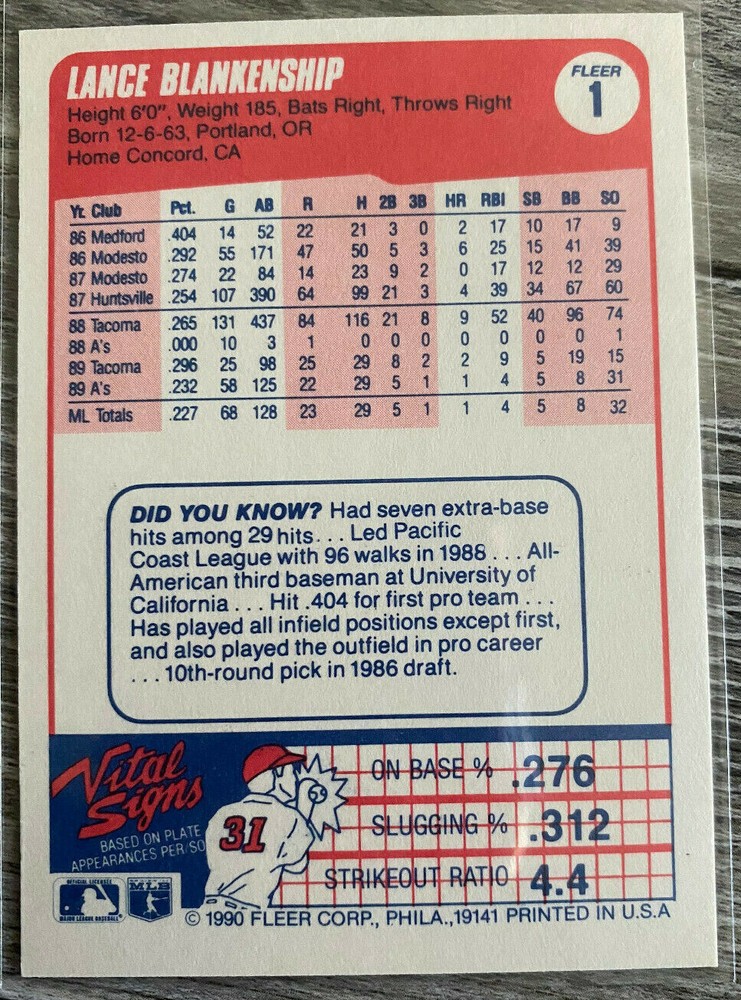 LANCE BLANKENSHIP
FLEER
1
Height 6'0", Weight 185, Bats Right, Throws Right
Born 12-6-63, Portland, OR
Home Concord, CA
Yr. Club Pct. G AB R H 2B 3B HR RBI SB BB SO
86 Medford .404 14 52 22 21 3 0 2 17 10 17 9
86 Modesto .292 55 171 47 50 5 3 6 25 15 41 39
87 Modesto .274 22 84 14 23 9 2 0 17 12 12 29
87 Huntsville .254 107 390 64 99 21 3 4 39 34 67 60
88 Tacoma .265 131 437 84 116 21 8 9 52 40 96 74
88 A's .000 10 3 1 0 0 0 0 0 0 0 1
89 Tacoma .296 25 98 25 29 8 2 2 9 5 19 15
89 A's .232 58 125 22 29 5 1 1 4 5 8 31
ML Totals .227 68 128 23 29 5 1 1 4 5 8 32
DID YOU KNOW? Had seven extra-base
hits among 29 hits. . . Led Pacific
Coast League with 96 walks in 1988 . . . All-
American third baseman at University of
California . . . Hit .404 for first pro team . . .
Has played all infield positions except first,
and also played the outfield in pro career
. . . 10th-round pick in 1986 draft.
Vital
Signs
BASED ON PLATE
APPEARANCES PER/SO
31
ON BASE % .276
SLUGGING % .312
STRIKEOUT RATIO 4.4
OFFICIAL LICENSEE
MAJOR LEAGUE BASEBALL
MLB
© 1990 FLEER CORP., PHILA.,19141 PRINTED IN U.S.A